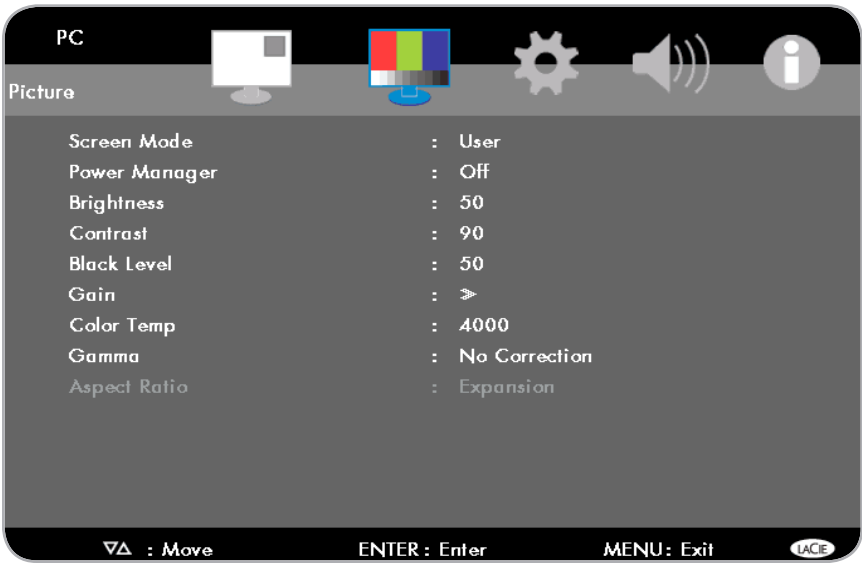 PC
Picture
Screen Mode : User
Power Manager : Off
Brightness : 50
Contrast : 90
Black Level : 50
Gain : ⪢
Color Temp : 4000
Gamma : No Correction
Aspect Ratio : Expansion
▽△ : Move ENTER : Enter MENU : Exit LACIE